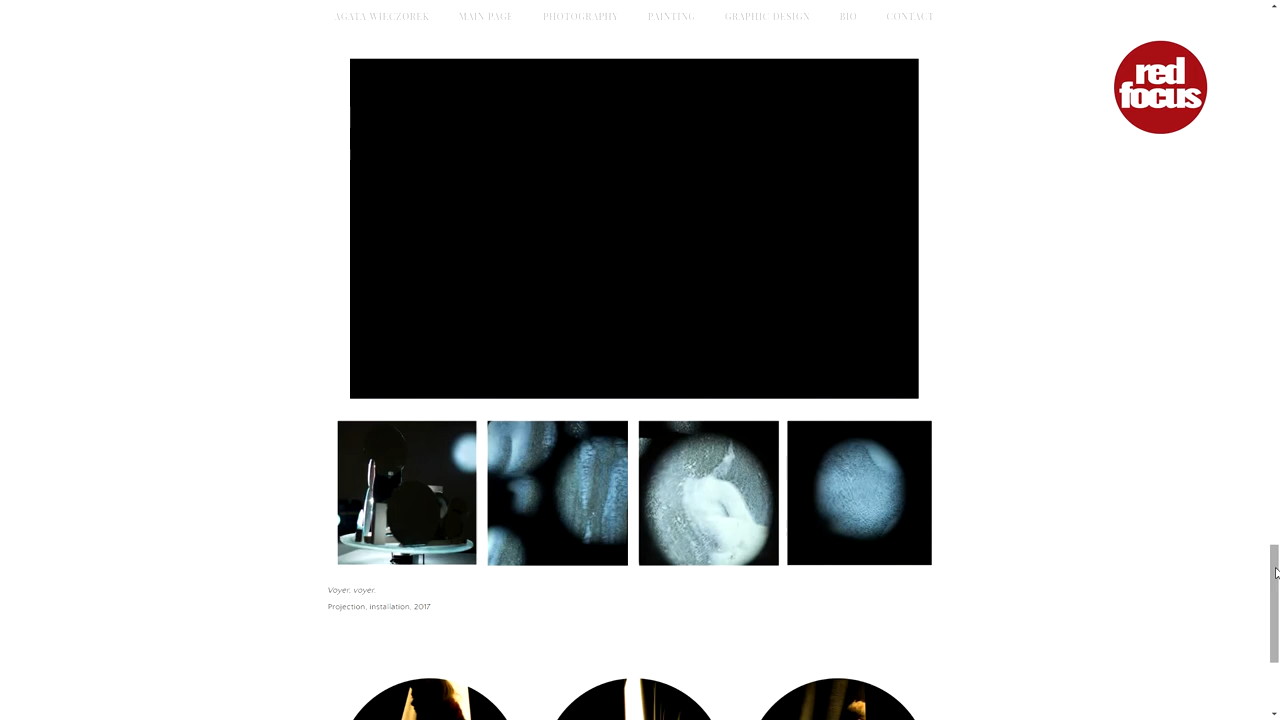 AGATA WIECZOREK MAIN PAGE PHOTOGRAPHY PAINTING GRAPHIC DESIGN BIO CONTACT
red
focus
Voyer, voyer.
Projection, installation, 2017